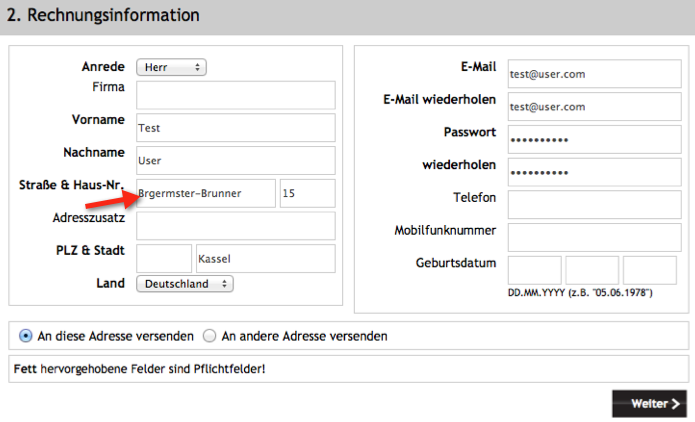 2. Rechnungsinformation
Anrede Herr
Firma
Vorname Test
Nachname User
Straße & Haus-Nr. Brgermster-Brunner 15
Adresszusatz
PLZ & Stadt Kassel
Land Deutschland
E-Mail test@user.com
E-Mail wiederholen test@user.com
Passwort ••••••••••
wiederholen ••••••••••
Telefon
Mobilfunknummer
Geburtsdatum
DD.MM.YYYY (z.B. "05.06.1978")
An diese Adresse versenden An andere Adresse versenden
Fett hervorgehobene Felder sind Pflichtfelder!
Weiter